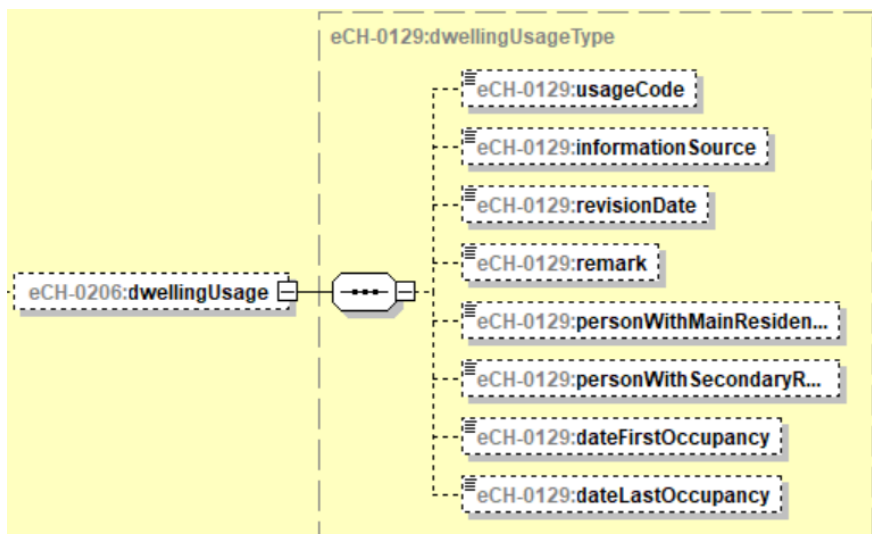 eCH-0129:dwellingUsageType
eCH-0129:usageCode
eCH-0129:informationSource
eCH-0129:revisionDate
eCH-0129:remark
eCH-0206:dwellingUsage
eCH-0129:personWithMainResiden...
eCH-0129:personWithSecondaryR...
eCH-0129:dateFirstOccupancy
eCH-0129:dateLastOccupancy